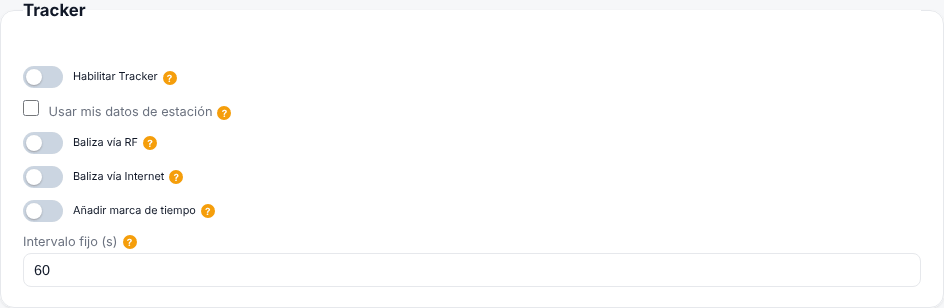 Tracker
Habilitar Tracker ?
Usar mis datos de estación ?
Baliza vía RF ?
Baliza vía Internet ?
Añadir marca de tiempo ?
Intervalo fijo (s) ?
60